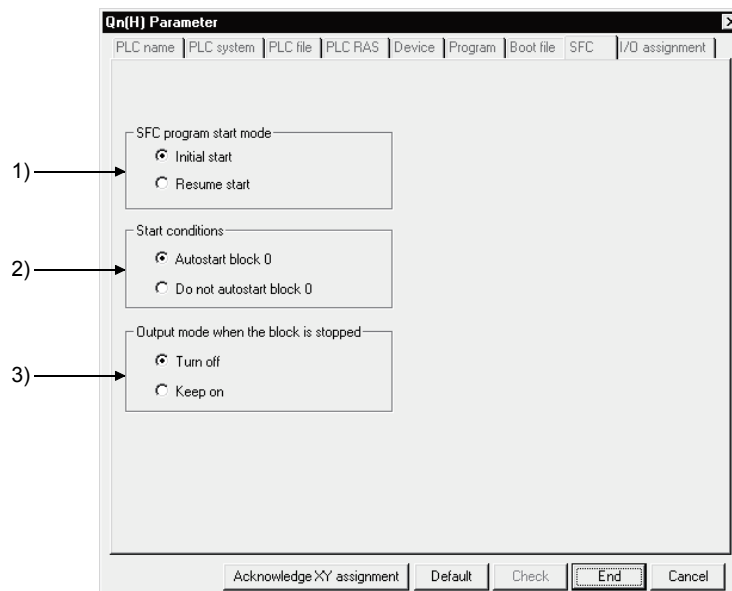 Qn(H) Parameter
PLC name PLC system PLC file PLC RAS Device Program Boot file SFC I/O assignment
SFC program start mode
1)
Initial start
Resume start
Start conditions
2)
Autostart block 0
Do not autostart block 0
Output mode when the block is stopped
3)
Turn off
Keep on
Acknowledge XY assignment Default Check End Cancel